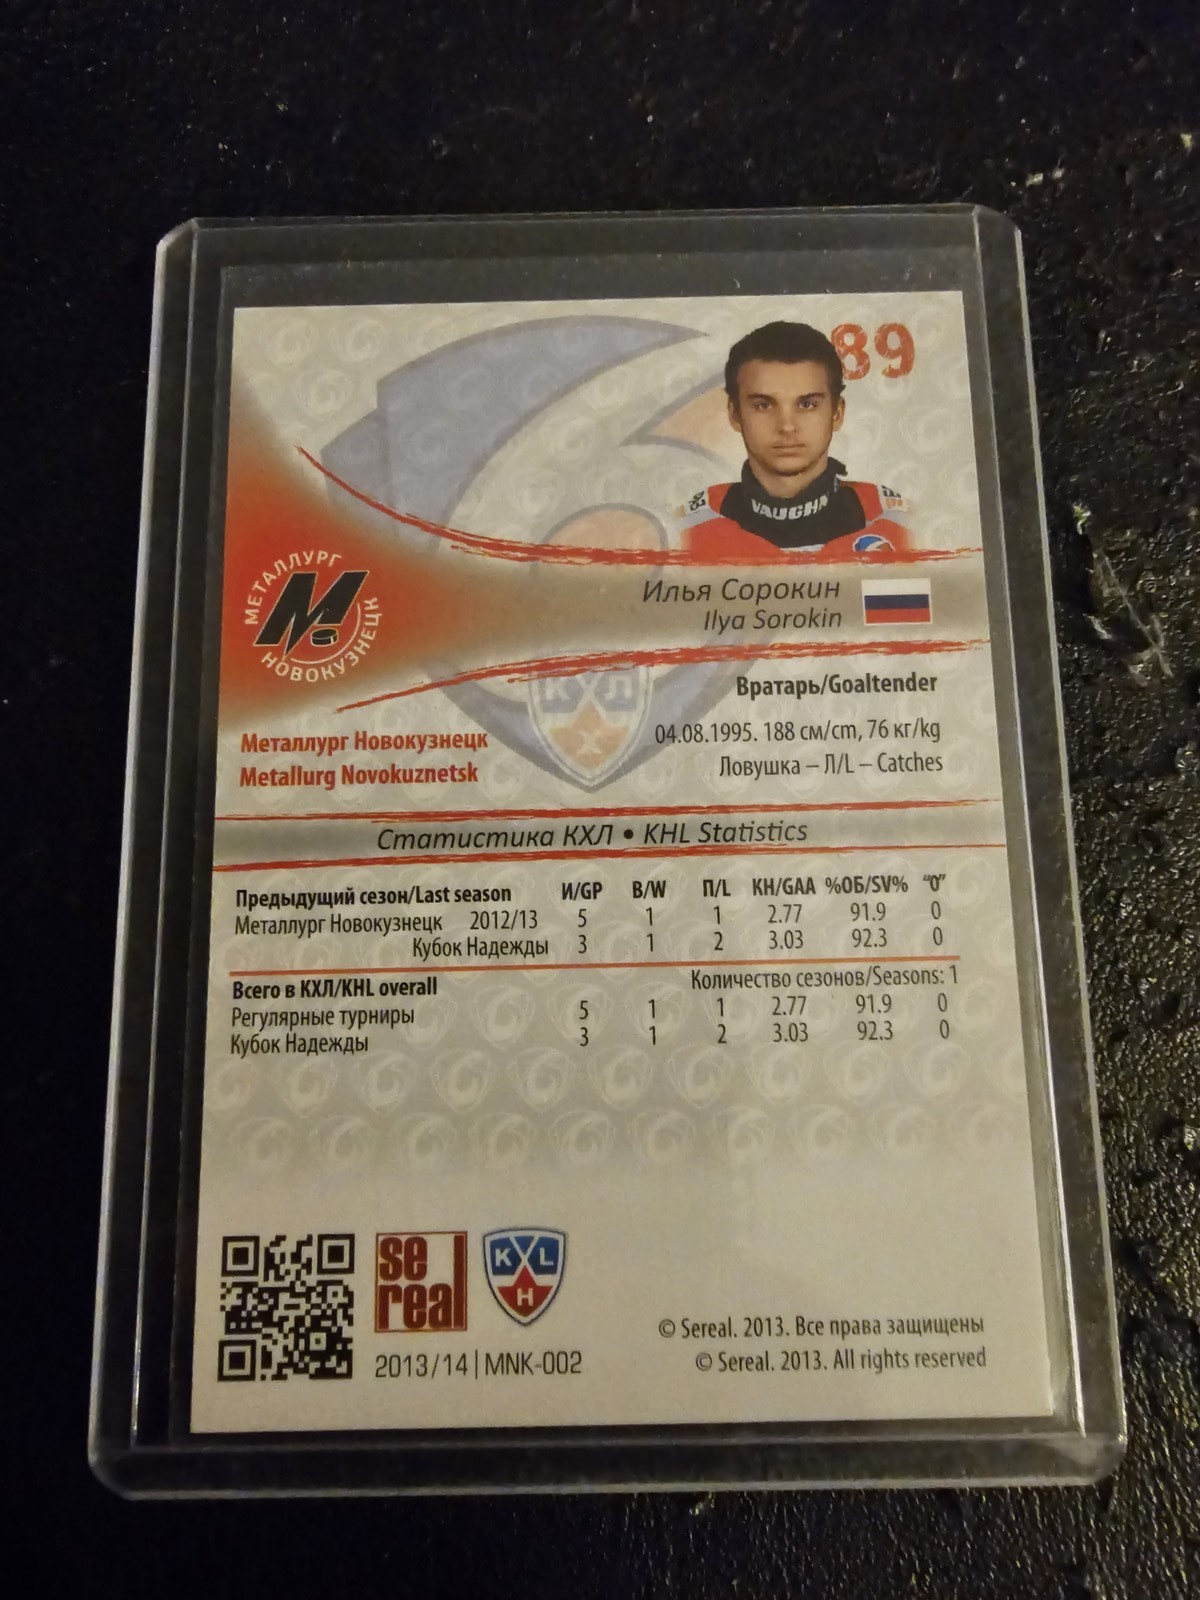 89
VAUGHN
МЕТАЛЛУРГ
НОВОКУЗНЕЦК
Илья Сорокин
Ilya Sorokin
КХЛ
Х
Вратарь/Goaltender
04.08.1995. 188 см/cm, 76 кг/kg
Ловушка – Л/L – Catches
Металлург Новокузнецк
Metallurg Novokuznetsk
Статистика КХЛ • KHL Statistics
Предыдущий сезон/Last season И/GP В/W П/L КН/GAA %ОБ/SV% "0"
Металлург Новокузнецк 2012/13 5 1 1 2.77 91.9 0
Кубок Надежды 3 1 2 3.03 92.3 0
Всего в КХЛ/KHL overall Количество сезонов/Seasons: 1
Регулярные турниры 5 1 1 2.77 91.9 0
Кубок Надежды 3 1 2 3.03 92.3 0
se
real
KHL
2013/14 | MNK-002
© Sereal. 2013. Все права защищены
© Sereal. 2013. All rights reserved